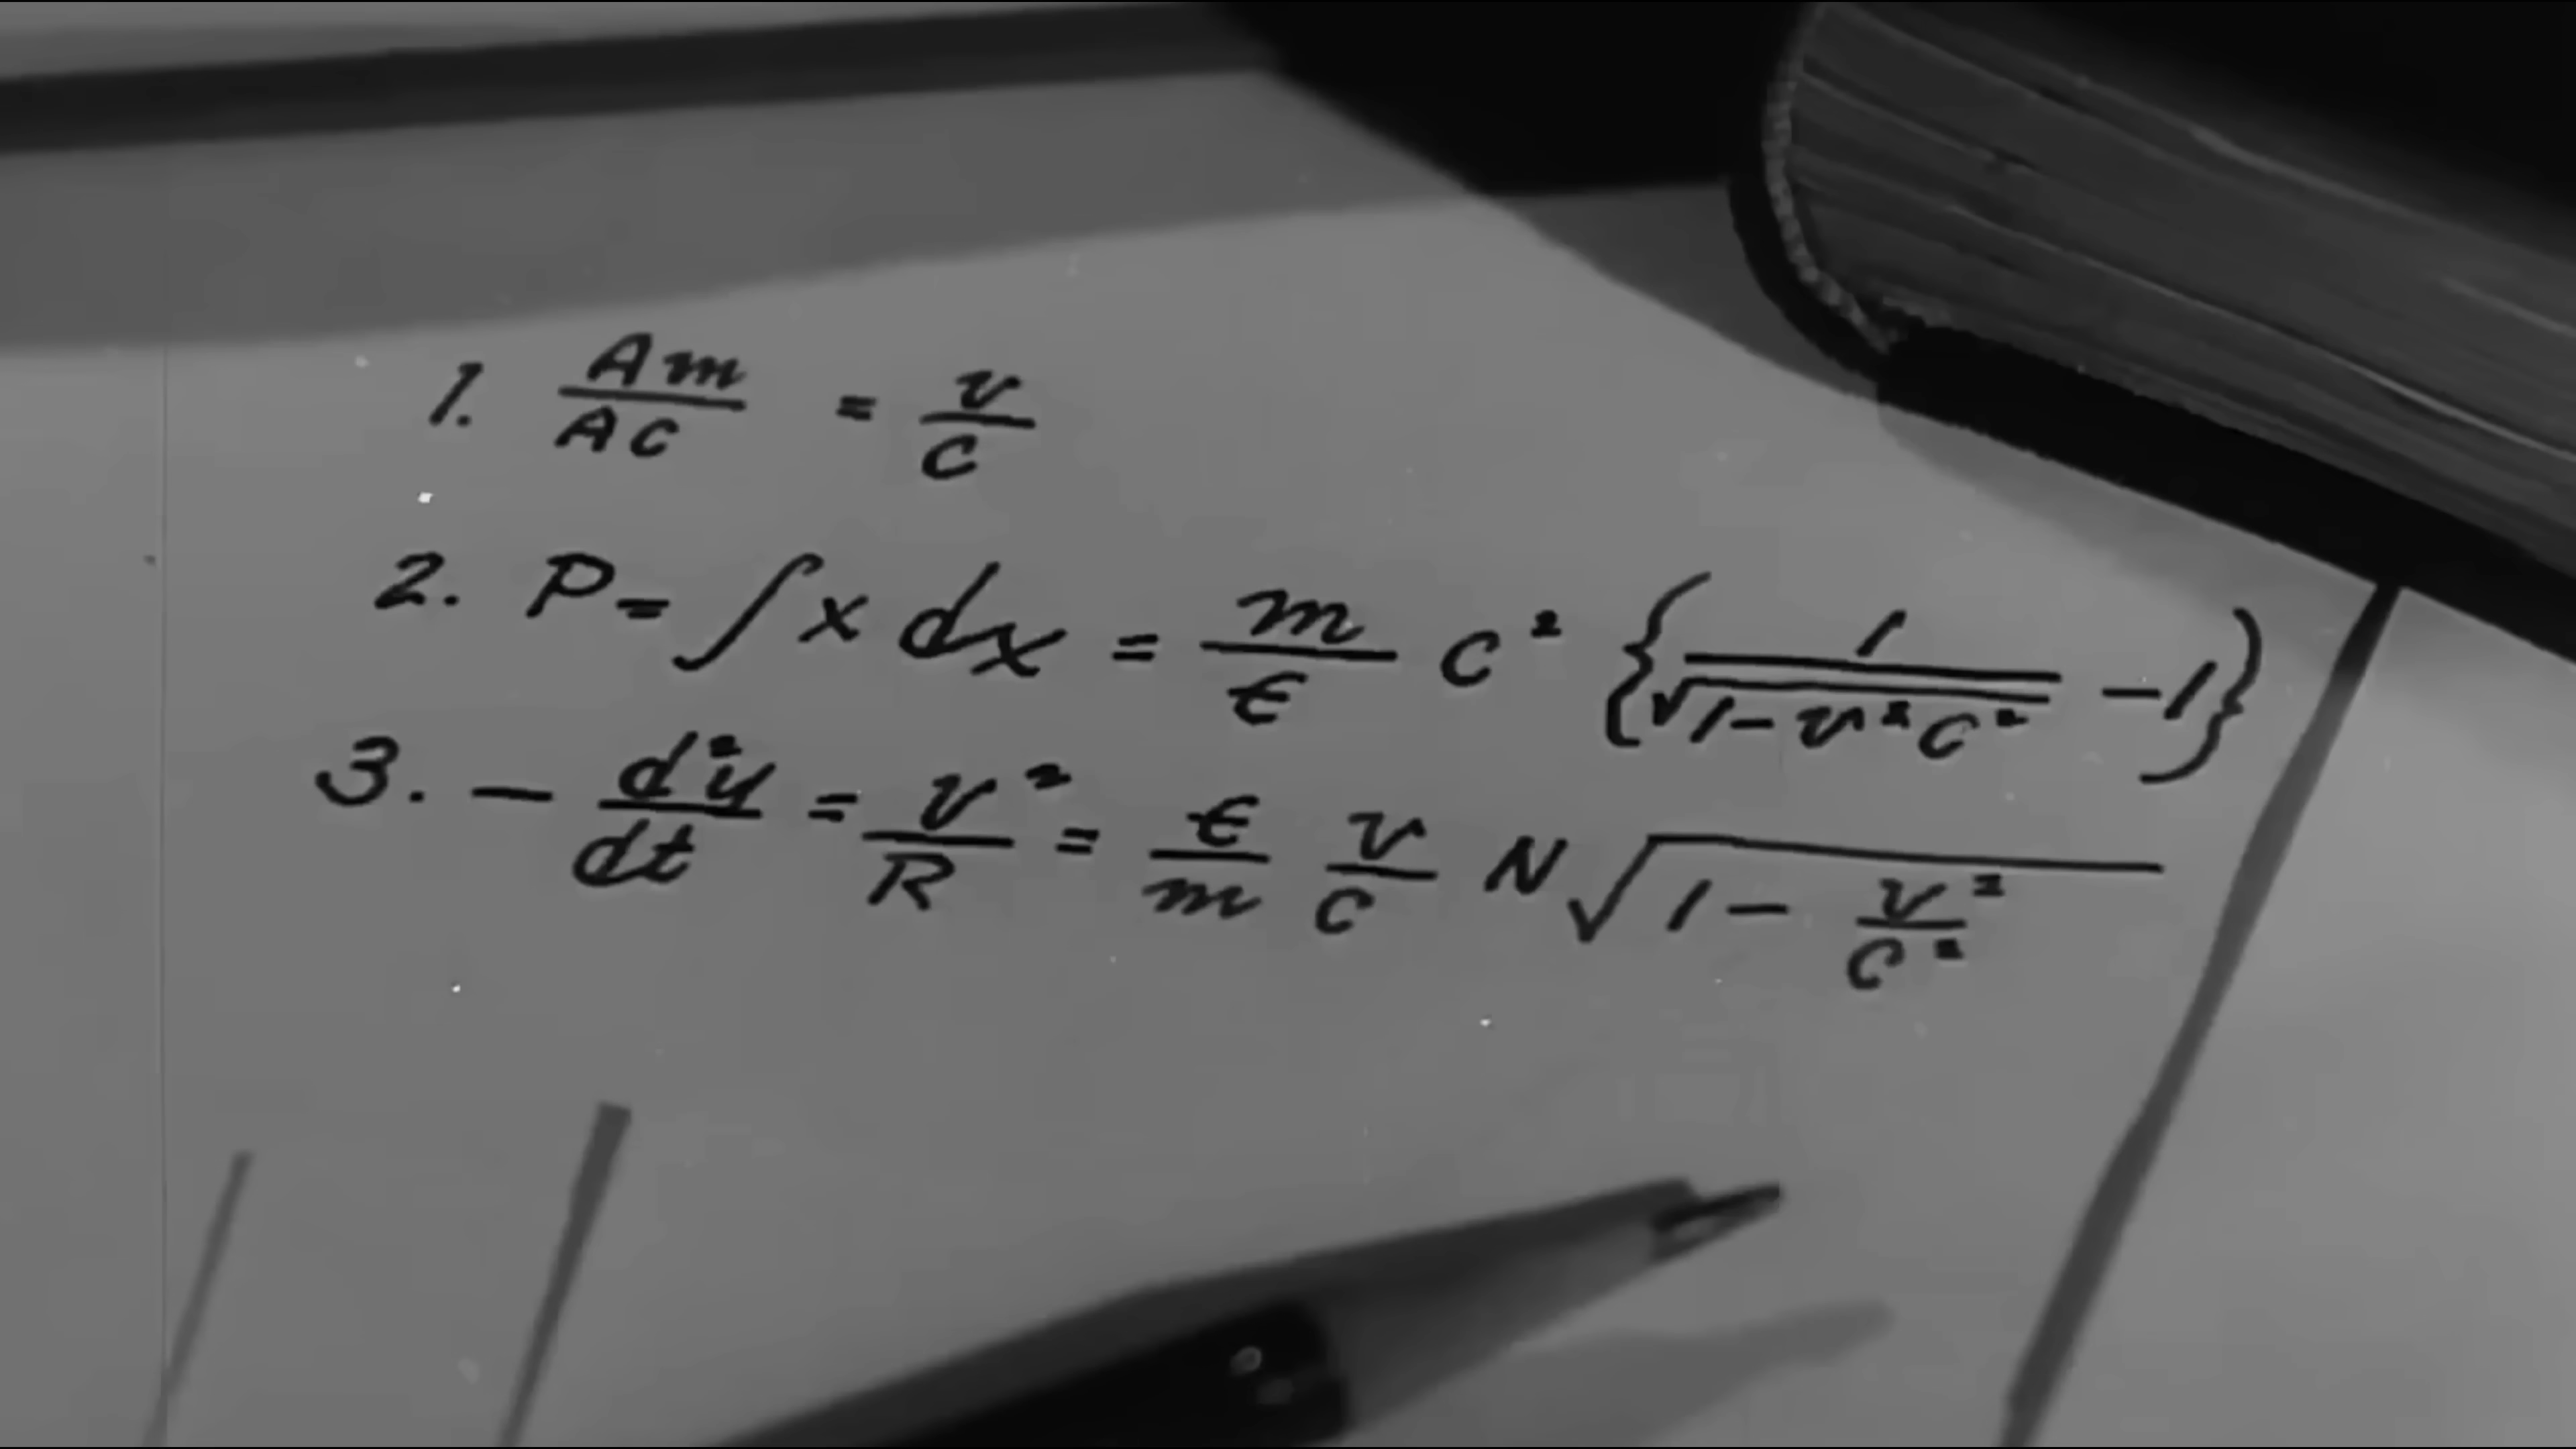 1. Am/Ac = v/c
2. P = ∫x dx = m/ϵ c² {1/√(1-v²c²) -1}
3. - d²y/dt = v²/R = ϵ/m v/c N√(1 - v²/c²)